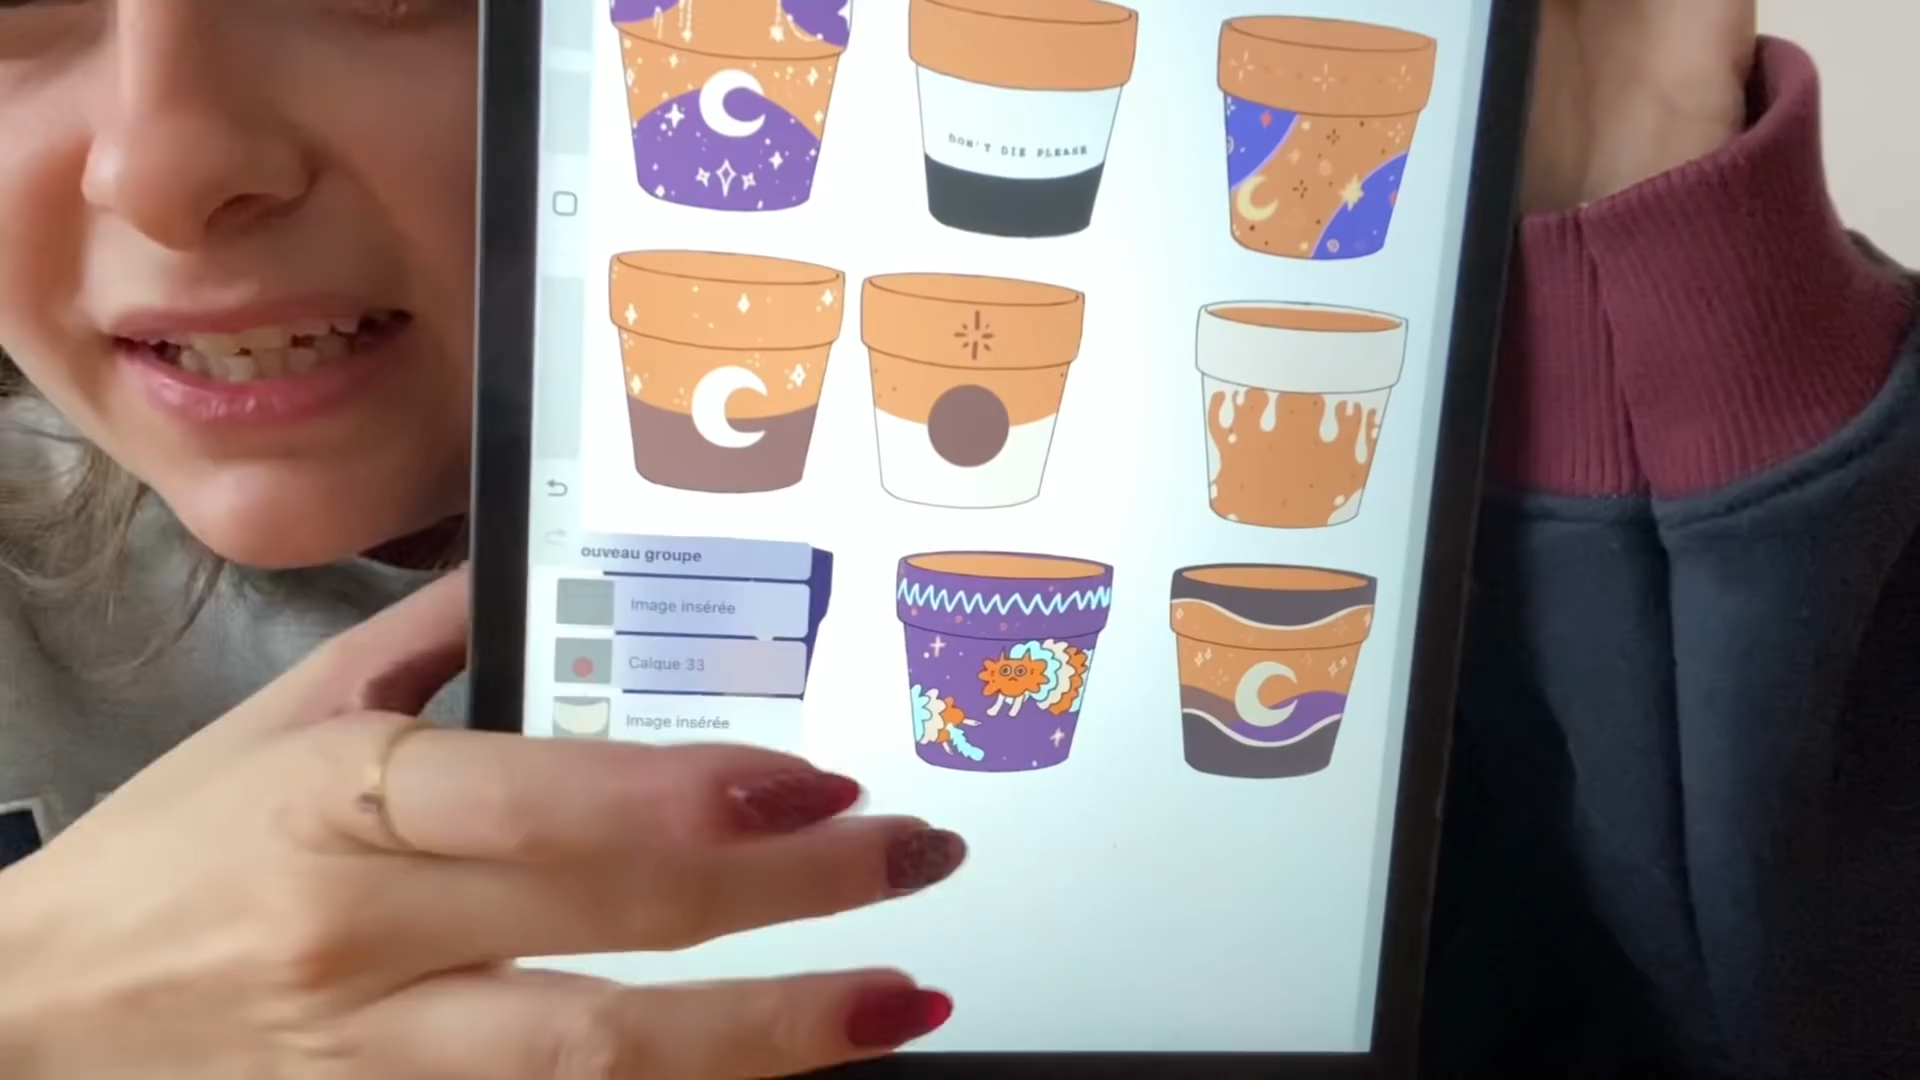 DON'T DIE PLEASE
ouveau groupe
Image insérée
Calque 33
Image insérée